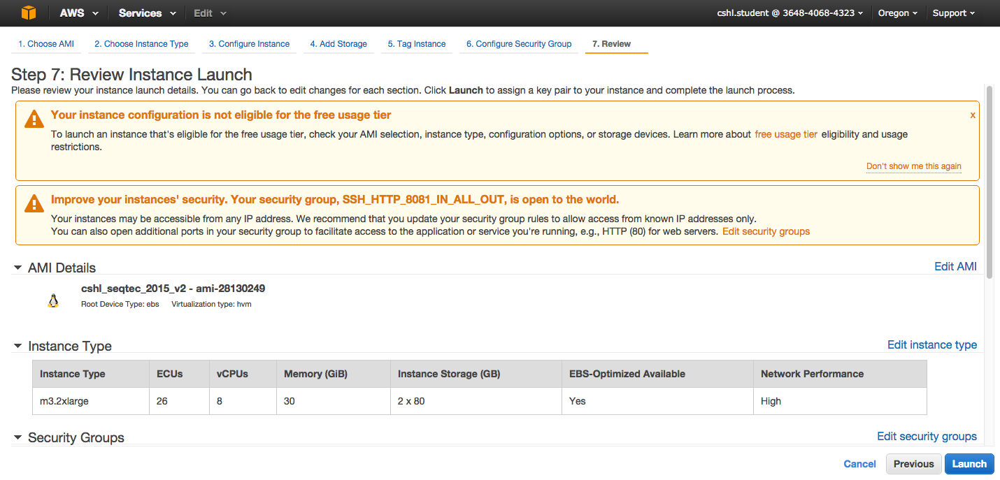 AWS Services Edit cshl.student @ 3648-4068-4323 Oregon Support
1. Choose AMI 2. Choose Instance Type 3. Configure Instance 4. Add Storage 5. Tag Instance 6. Configure Security Group 7. Review
Step 7: Review Instance Launch
Please review your instance launch details. You can go back to edit changes for each section. Click Launch to assign a key pair to your instance and complete the launch process.
Your instance configuration is not eligible for the free usage tier x
To launch an instance that's eligible for the free usage tier, check your AMI selection, instance type, configuration options, or storage devices. Learn more about free usage tier eligibility and usage
restrictions.
Don't show me this again
Improve your instances' security. Your security group, SSH_HTTP_8081_IN_ALL_OUT, is open to the world.
Your instances may be accessible from any IP address. We recommend that you update your security group rules to allow access from known IP addresses only.
You can also open additional ports in your security group to facilitate access to the application or service you're running, e.g., HTTP (80) for web servers. Edit security groups
AMI Details Edit AMI
cshl_seqtec_2015_v2 - ami-28130249
Root Device Type: ebs Virtualization type: hvm
Instance Type Edit instance type
Instance Type ECUs vCPUs Memory (GiB) Instance Storage (GB) EBS-Optimized Available Network Performance
m3.2xlarge 26 8 30 2 x 80 Yes High
Security Groups Edit security groups
Cancel Previous Launch